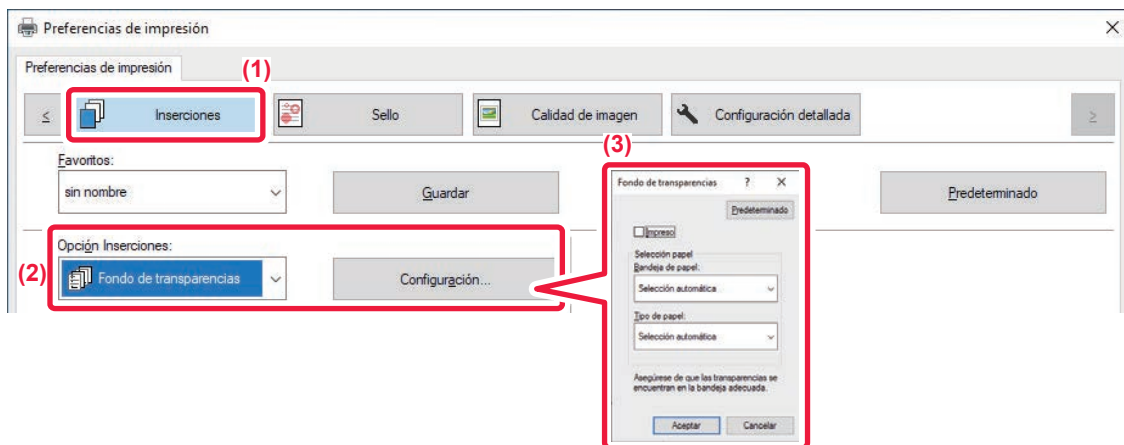 Preferencias de impresión
Preferencias de impresión
(1)
≤ Inserciones Sello Calidad de imagen Configuración detallada ≥
(3)
Favoritos:
sin nombre Guardar Predeterminado
(2)
Opción Inserciones:
Fondo de transparencias Configuración...
Fondo de transparencias ? X
Predeterminado
Impreso
Selección papel
Bandeja de papel:
Selección automática
Tipo de papel:
Selección automática
Asegúrese de que las transparencias se
encuentran en la bandeja adecuada.
Aceptar Cancelar